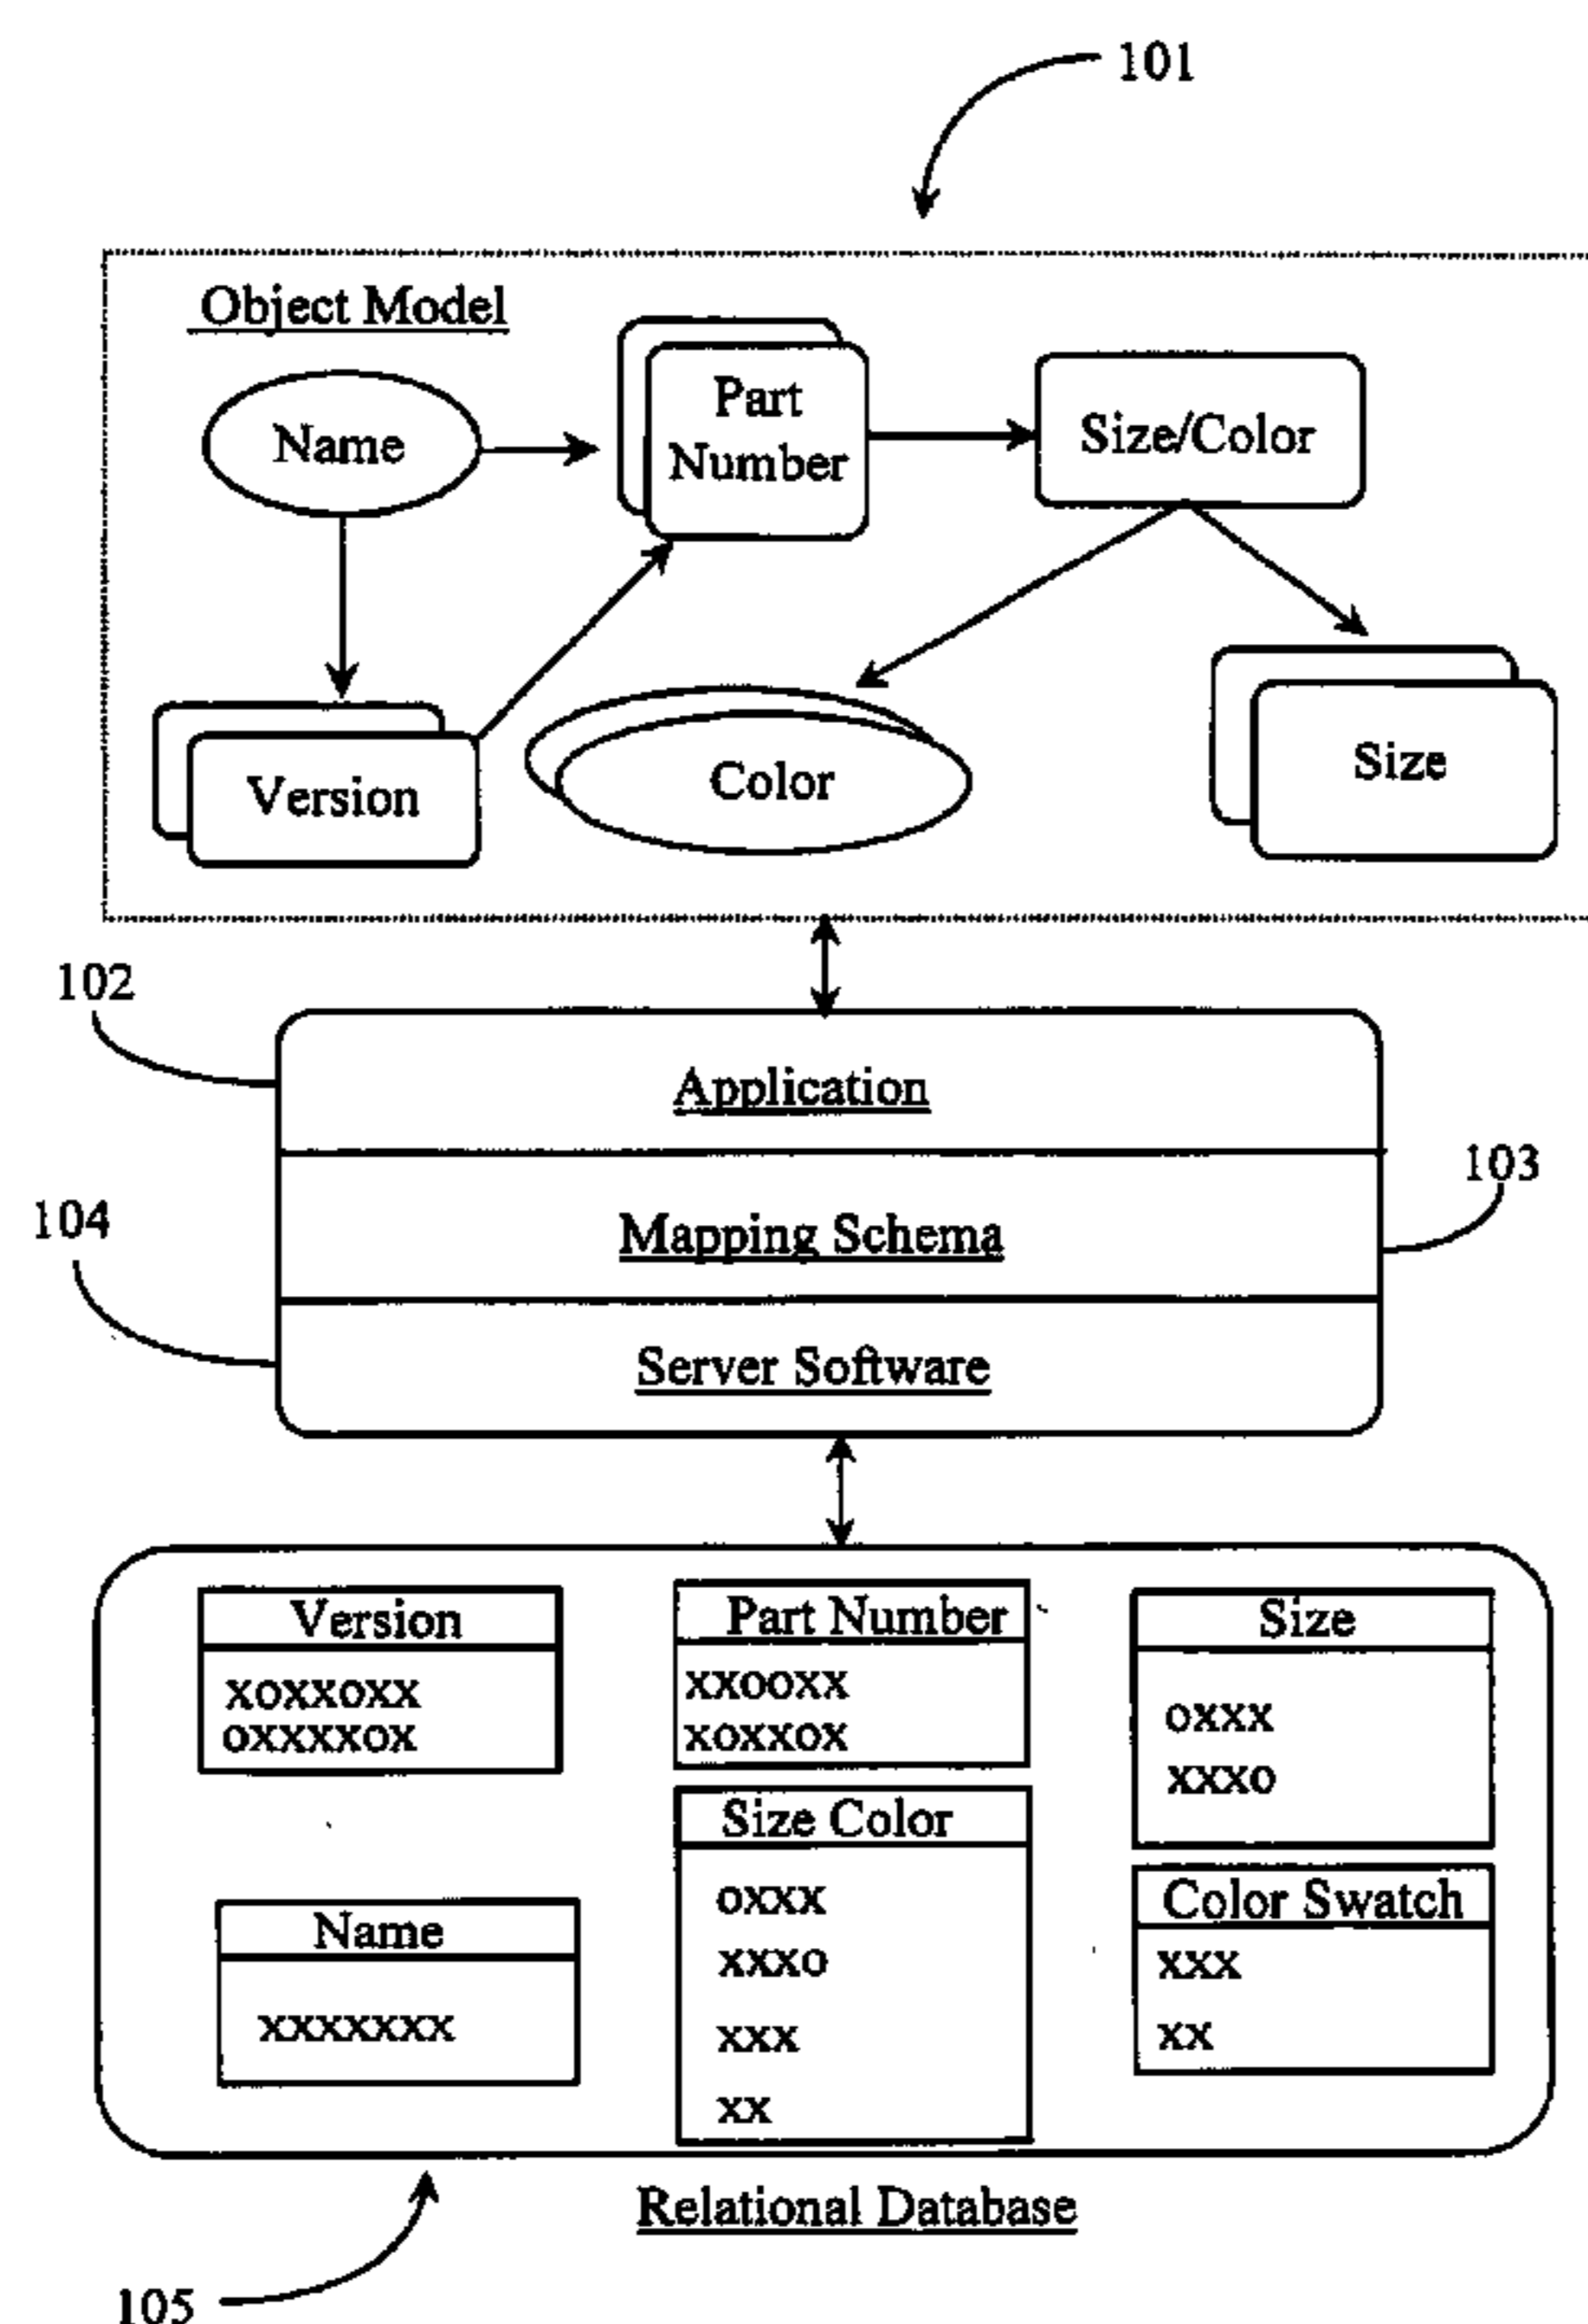 101
Object Model
Name
Part
Number
Size/Color
Version
Color
Size
102
Application
103
Mapping Schema
104
Server Software
Version
xoxxoxx
oxxxxox
Part Number
xxooxx
xoxxox
Size
oxxx
xxxo
Size Color
oxxx
xxxo
xxx
xx
Color Swatch
xxx
xx
Name
xxxxxxx
Relational Database
105